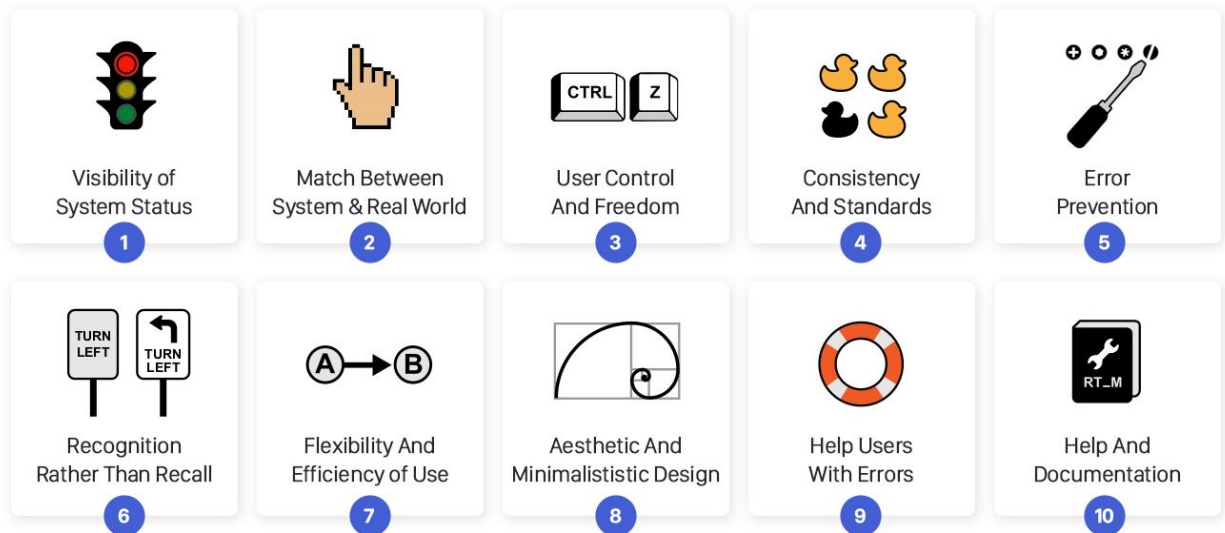 CTRL Z
Visibility of
System Status
1
Match Between
System & Real World
2
User Control
And Freedom
3
Consistency
And Standards
4
Error
Prevention
5
TURN
LEFT
TURN
LEFT
Recognition
Rather Than Recall
6
A B
Flexibility And
Efficiency of Use
7
Aesthetic And
Minimalististic Design
8
Help Users
With Errors
9
RT_M
Help And
Documentation
10